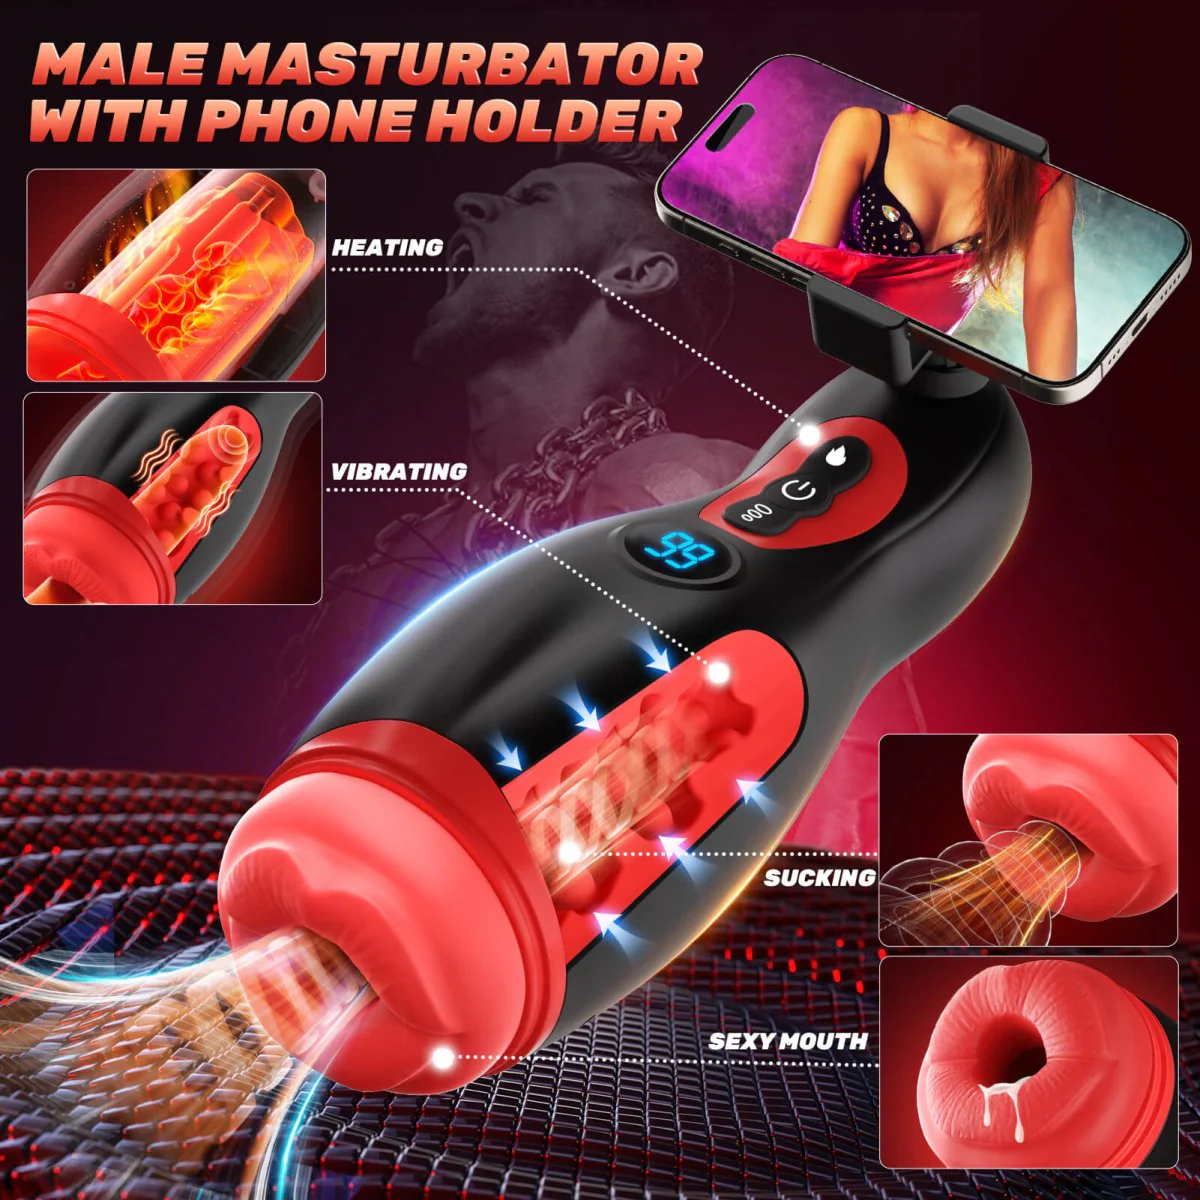 MALE MASTURBATOR
WITH PHONE HOLDER
HEATING
VIBRATING
99
SUCKING
SEXY MOUTH